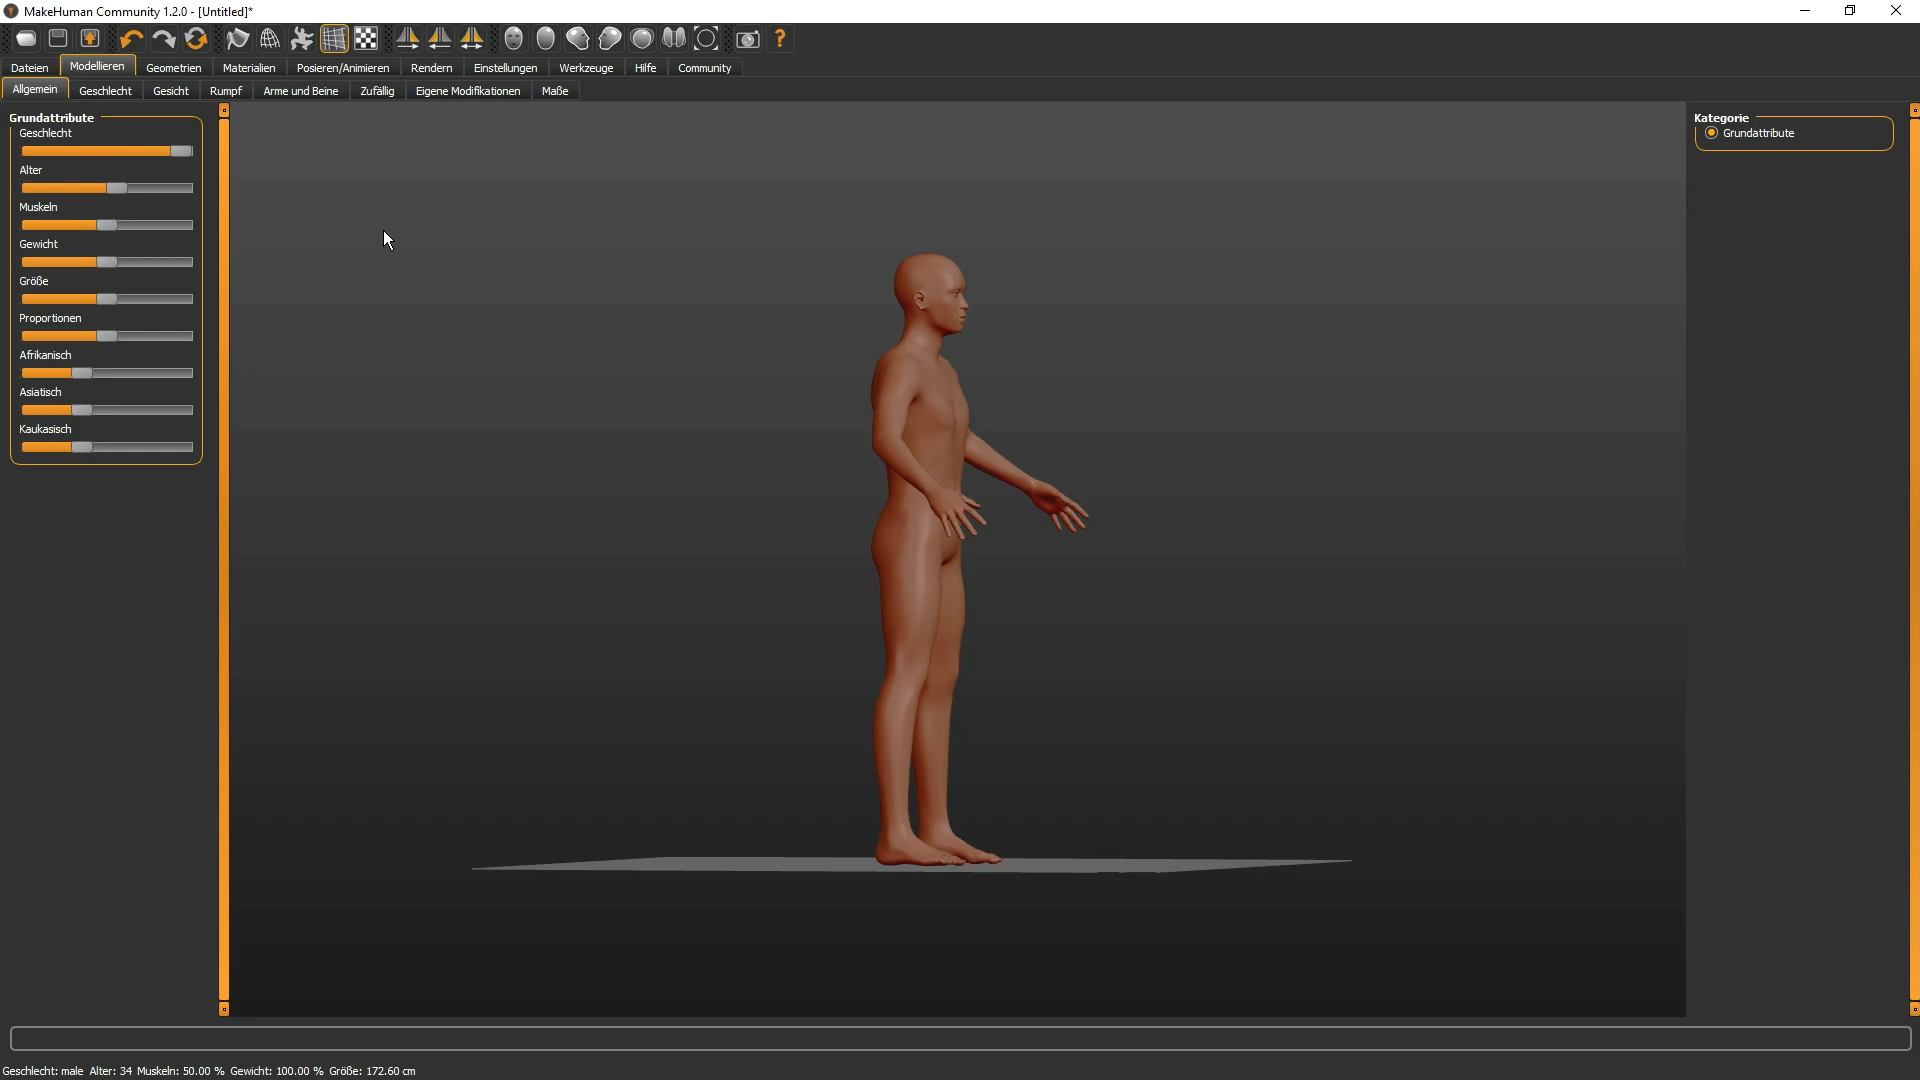 MakeHuman Community 1.2.0 - [Untitled]*
Dateien Modellieren Geometrien Materialien Posieren/Animieren Rendern Einstellungen Werkzeuge Hilfe Community
Allgemein Geschlecht Gesicht Rumpf Arme und Beine Zufällig Eigene Modifikationen Maße
Grundattribute
Geschlecht
Alter
Muskeln
Gewicht
Größe
Proportionen
Afrikanisch
Asiatisch
Kaukasisch
Kategorie
Grundattribute
Geschlecht: male Alter: 34 Muskeln: 50.00 % Gewicht: 100.00 % Größe: 172.60 cm